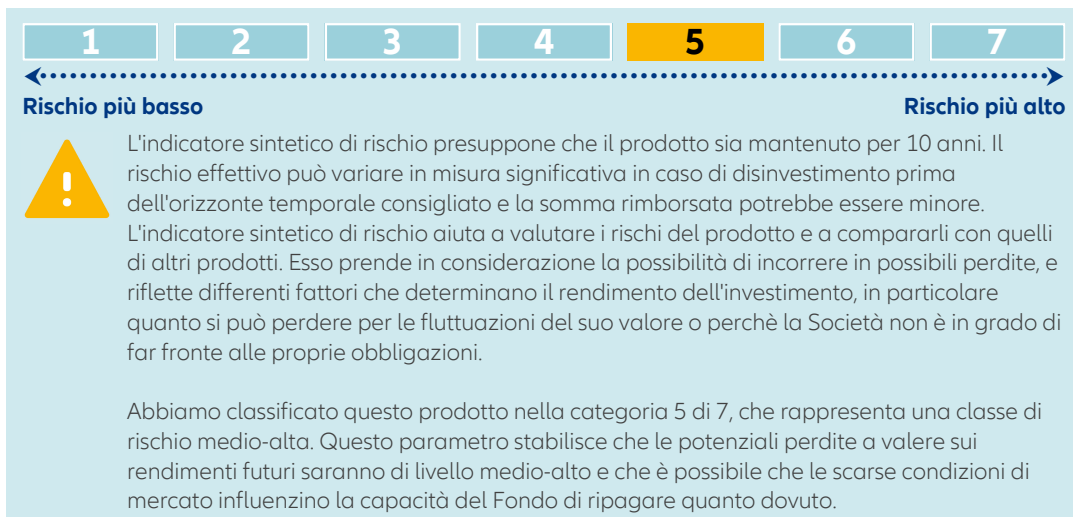 1 2 3 4 5 6 7
Rischio più basso Rischio più alto
L'indicatore sintetico di rischio presuppone che il prodotto sia mantenuto per 10 anni. Il
rischio effettivo può variare in misura significativa in caso di disinvestimento prima
dell'orizzonte temporale consigliato e la somma rimborsata potrebbe essere minore.
L'indicatore sintetico di rischio aiuta a valutare i rischi del prodotto e a compararli con quelli
di altri prodotti. Esso prende in considerazione la possibilità di incorrere in possibili perdite, e
riflette differenti fattori che determinano il rendimento dell'investimento, in particolare
quanto si può perdere per le fluttuazioni del suo valore o perchè la Società non è in grado di
far fronte alle proprie obbligazioni.
Abbiamo classificato questo prodotto nella categoria 5 di 7, che rappresenta una classe di
rischio medio-alta. Questo parametro stabilisce che le potenziali perdite a valere sui
rendimenti futuri saranno di livello medio-alto e che è possibile che le scarse condizioni di
mercato influenzino la capacità del Fondo di ripagare quanto dovuto.